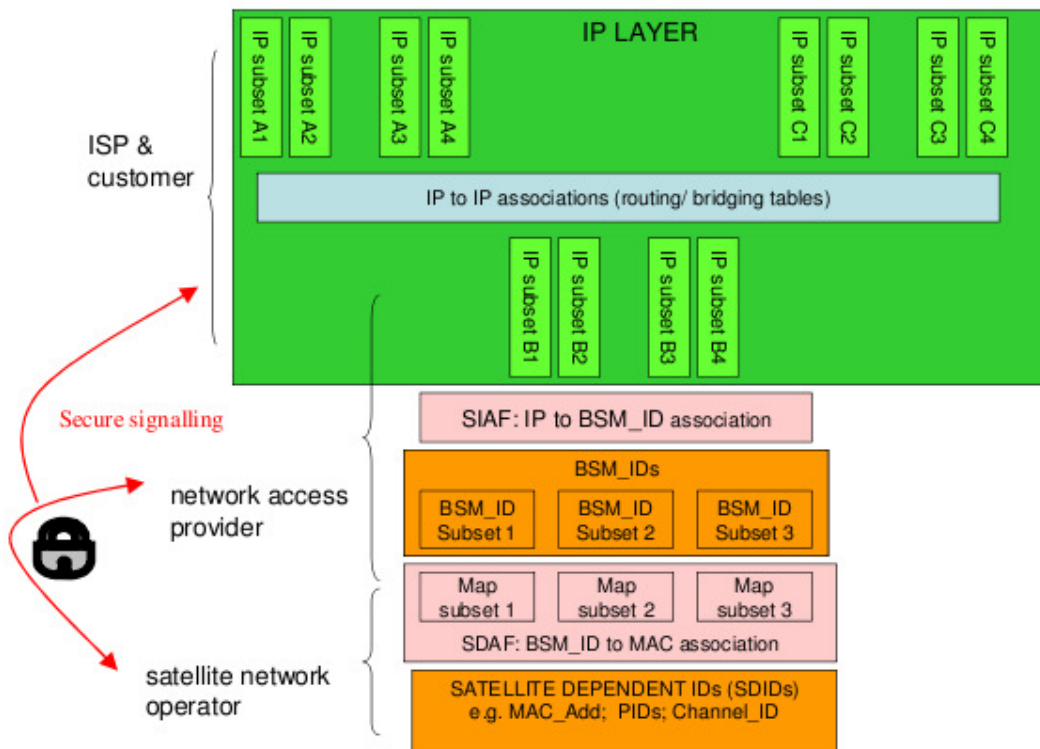 IP LAYER
IP subset A1
IP subset A2
IP subset A3
IP subset A4
IP subset C1
IP subset C2
IP subset C3
IP subset C4
ISP &
customer
IP to IP associations (routing/ bridging tables)
IP subset B1
IP subset B2
IP subset B3
IP subset B4
Secure signalling
SIAF: IP to BSM_ID association
network access
provider
BSM_IDs
BSM_ID
Subset 1
BSM_ID
Subset 2
BSM_ID
Subset 3
Map
subset 1
Map
subset 2
Map
subset 3
SDAF: BSM_ID to MAC association
satellite network
operator
SATELLITE DEPENDENT IDs (SDIDs)
e.g. MAC_Add; PIDs; Channel_ID